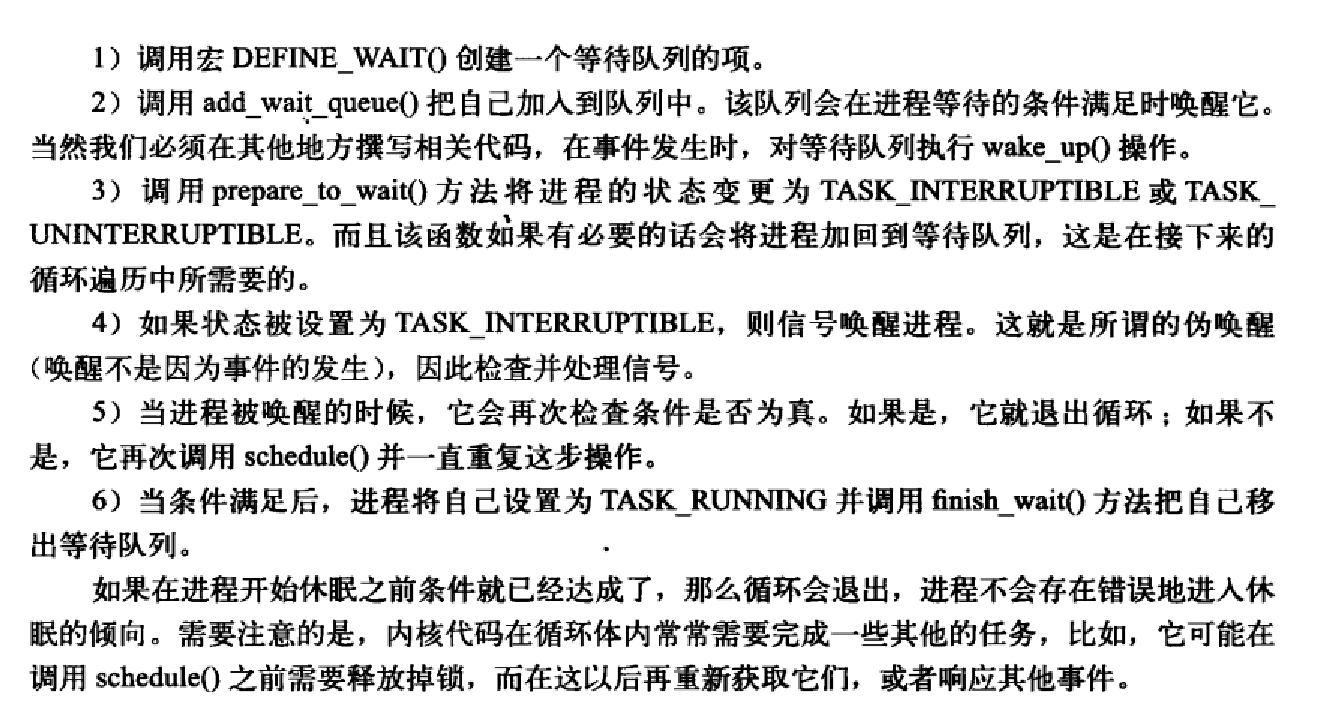 1）调用宏 DEFINE_WAIT() 创建一个等待队列的项。
2）调用 add_wait_queue() 把自己加入到队列中。该队列会在进程等待的条件满足时唤醒它。
当然我们必须在其他地方撰写相关代码，在事件发生时，对等待队列执行 wake_up() 操作。
3）调用 prepare_to_wait() 方法将进程的状态变更为 TASK_INTERRUPTIBLE 或 TASK_
UNINTERRUPTIBLE。而且该函数如果有必要的话会将进程加回到等待队列，这是在接下来的
循环遍历中所需要的。
4）如果状态被设置为 TASK_INTERRUPTIBLE，则信号唤醒进程。这就是所谓的伪唤醒
（唤醒不是因为事件的发生），因此检查并处理信号。
5）当进程被唤醒的时候，它会再次检查条件是否为真。如果是，它就退出循环；如果不
是，它再次调用 schedule() 并一直重复这步操作。
6）当条件满足后，进程将自己设置为 TASK_RUNNING 并调用 finish_wait() 方法把自己移
出等待队列。
如果在进程开始休眠之前条件就已经达成了，那么循环会退出，进程不会存在错误地进入休
眠的倾向。需要注意的是，内核代码在循环体内常常需要完成一些其他的任务，比如，它可能在
调用 schedule() 之前需要释放掉锁，而在这以后再重新获取它们，或者响应其他事件。